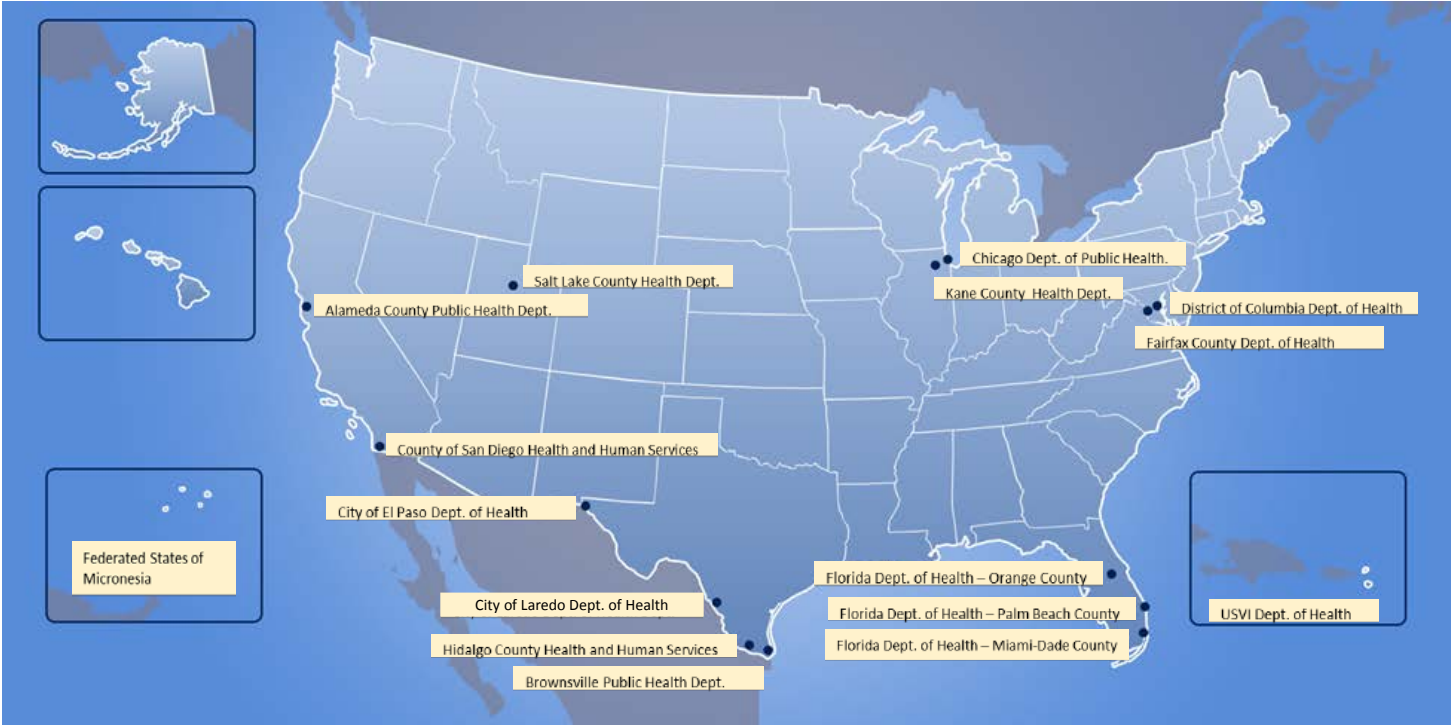 Chicago Dept. of Public Health.
Salt Lake County Health Dept.
Kane County Health Dept.
Alameda County Public Health Dept.
District of Columbia Dept. of Health
Fairfax County Dept. of Health
County of San Diego Health and Human Services
City of El Paso Dept. of Health
Federated States of
Micronesia
Florida Dept. of Health – Orange County
City of Laredo Dept. of Health
Florida Dept. of Health – Palm Beach County
USVI Dept. of Health
Hidalgo County Health and Human Services
Florida Dept. of Health – Miami-Dade County
Brownsville Public Health Dept.